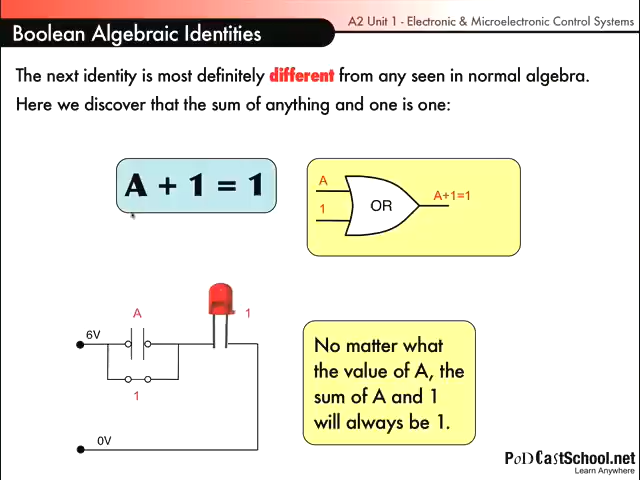 A2 Unit 1 - Electronic & Microelectronic Control Systems
Boolean Algebraic Identities
The next identity is most definitely different from any seen in normal algebra.
Here we discover that the sum of anything and one is one:
A + 1 = 1
A
1
OR
A+1=1
A
1
6V
1
0V
No matter what
the value of A, the
sum of A and 1
will always be 1.
PoDCastSchool.net
Learn Anywhere